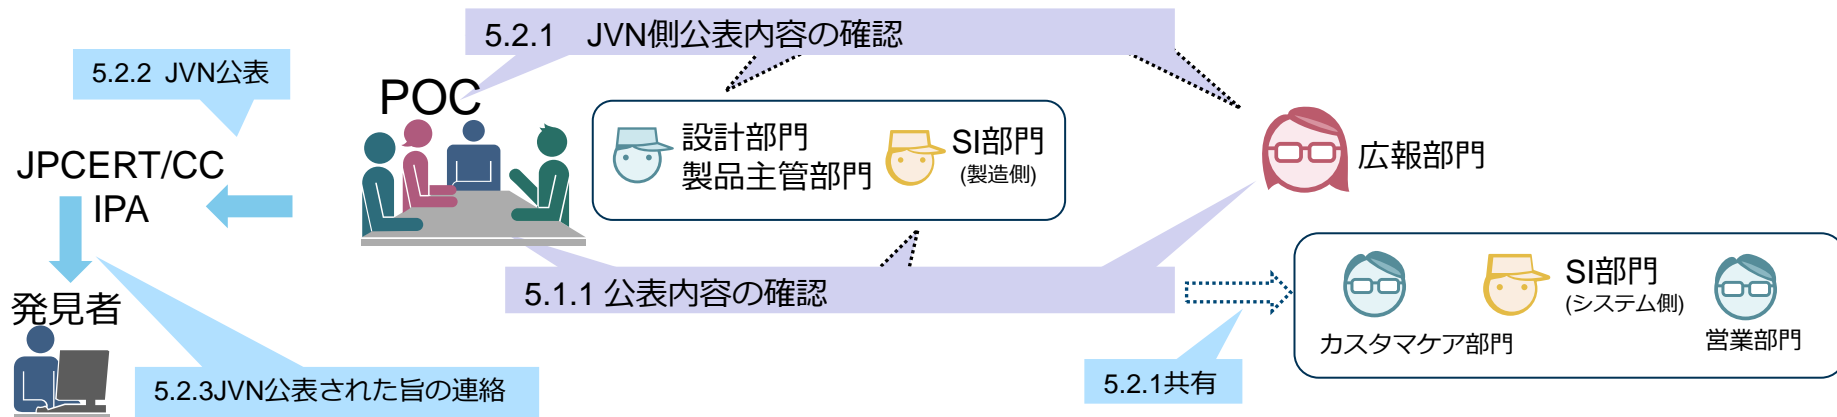 5.2.1　JVN側公表内容の確認
5.2.2 JVN公表
POC
設計部門
製品主管部門
SI部門
(製造側)
広報部門
JPCERT/CC
IPA
5.1.1 公表内容の確認
発見者
5.2.3JVN公表された旨の連絡
5.2.1共有
カスタマケア部門
SI部門
(システム側)
営業部門